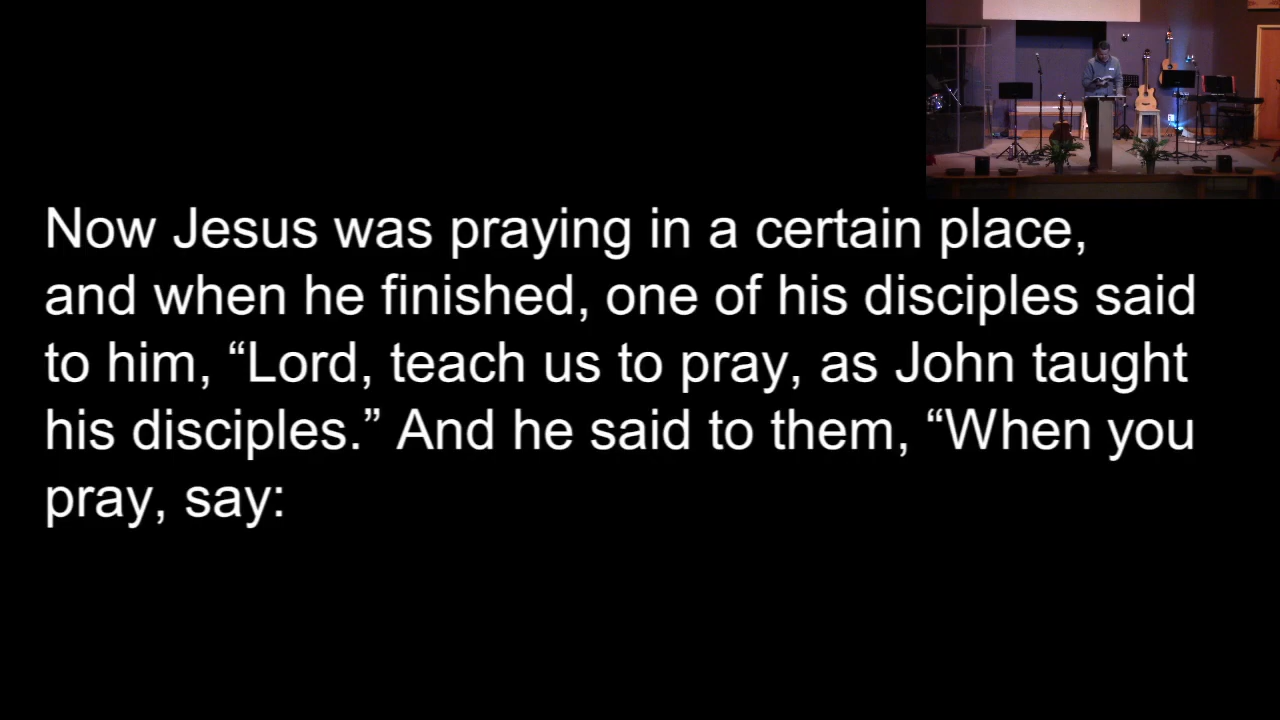 Now Jesus was praying in a certain place,
and when he finished, one of his disciples said
to him, “Lord, teach us to pray, as John taught
his disciples.” And he said to them, “When you
pray, say: